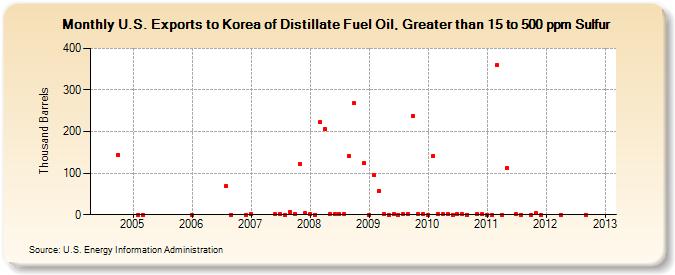 Monthly U.S. Exports to Korea of Distillate Fuel Oil, Greater than 15 to 500 ppm Sulfur
Thousand Barrels
400
300
200
100
0
2005 2006 2007 2008 2009 2010 2011 2012 2013
Source: U.S. Energy Information Administration